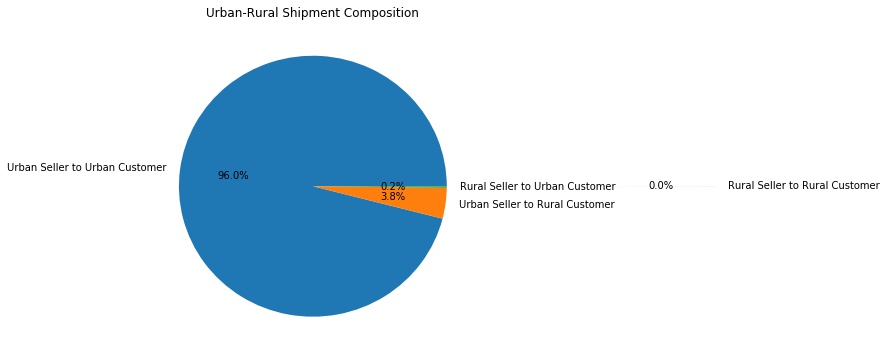 Urban-Rural Shipment Composition
Urban Seller to Urban Customer
96.0%
0.2%
Rural Seller to Urban Customer
0.0%
Rural Seller to Rural Customer
3.8%
Urban Seller to Rural Customer